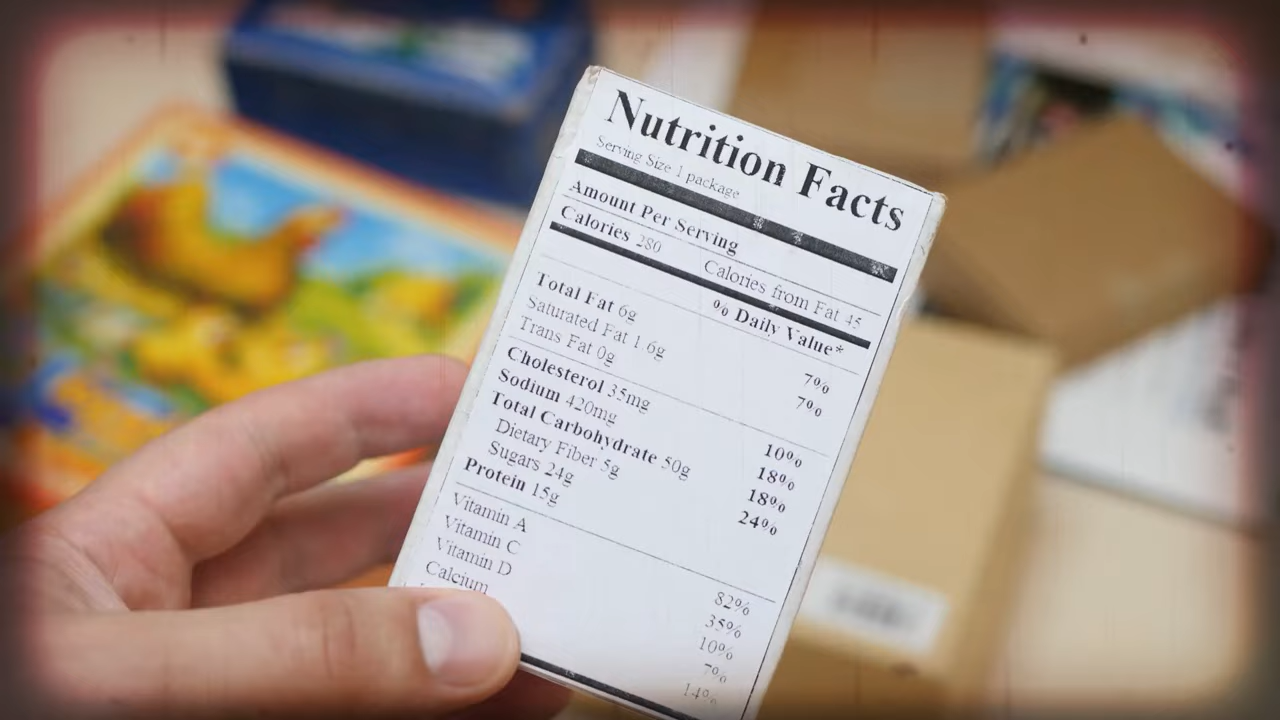 Nutrition Facts
Serving Size 1 package
Amount Per Serving
Calories 280 Calories from Fat 45
% Daily Value*
Total Fat 6g 7%
Saturated Fat 1.6g 7%
Trans Fat 0g
Cholesterol 35mg 10%
Sodium 420mg 18%
Total Carbohydrate 50g 18%
Dietary Fiber 5g 24%
Sugars 24g
Protein 15g
Vitamin A 82%
Vitamin C 35%
Vitamin D 10%
Calcium 7%
14%